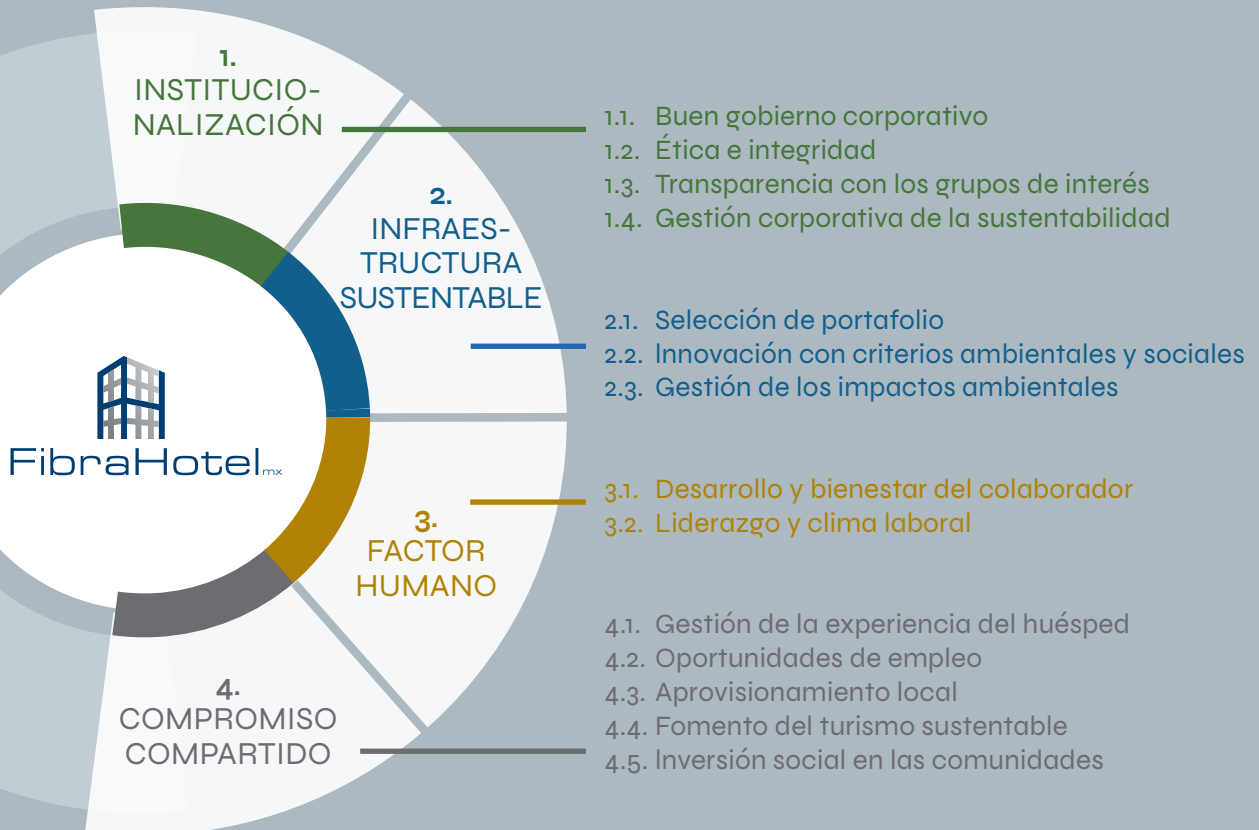 1.
INSTITUCIO-
NALIZACIÓN
1.1. Buen gobierno corporativo
1.2. Ética e integridad
1.3. Transparencia con los grupos de interés
1.4. Gestión corporativa de la sustentabilidad
2.
INFRAES-
TRUCTURA
SUSTENTABLE
2.1. Selección de portafolio
2.2. Innovación con criterios ambientales y sociales
2.3. Gestión de los impactos ambientales
FibraHotel mx
3.
FACTOR
HUMANO
3.1. Desarrollo y bienestar del colaborador
3.2. Liderazgo y clima laboral
4.
COMPROMISO
COMPARTIDO
4.1. Gestión de la experiencia del huésped
4.2. Oportunidades de empleo
4.3. Aprovisionamiento local
4.4. Fomento del turismo sustentable
4.5. Inversión social en las comunidades